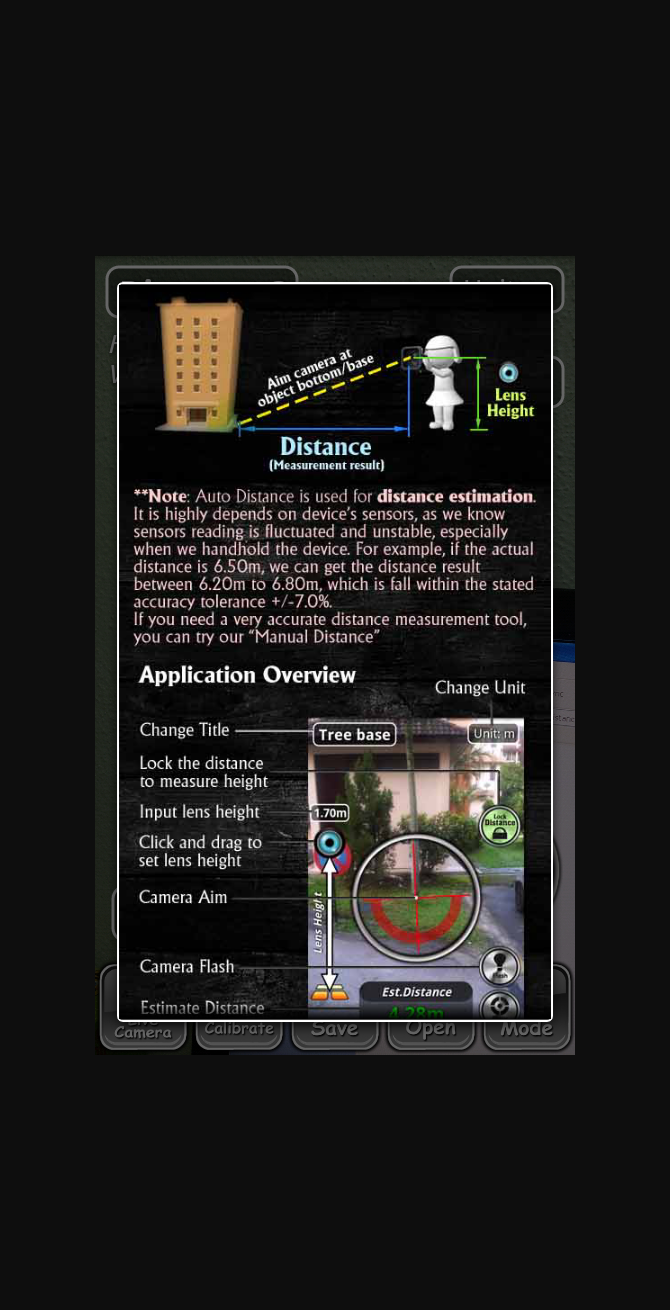 Aim camera at
object bottom/base
Lens
Height
Distance
(Measurement result)
**Note: Auto Distance is used for distance estimation.
It is highly depends on device's sensors, as we know
sensors reading is fluctuated and unstable, especially
when we handhold the device. For example, if the actual
distance is 6.50m, we can get the distance result
between 6.20m to 6.80m, which is fall within the stated
accuracy tolerance +/-7.0%.
If you need a very accurate distance measurement tool,
you can try our “Manual Distance”
Application Overview
Change Unit
Change Title
Tree base
Unit: m
Lock the distance
to measure height
Input lens height
1.70m
Lock
Distance
Click and drag to
set lens height
Camera Aim
Lens Height
Camera Flash
Flash
Est.Distance
Estimate Distance
4.28m
Camera
Calibrate
Save
Open
Mode